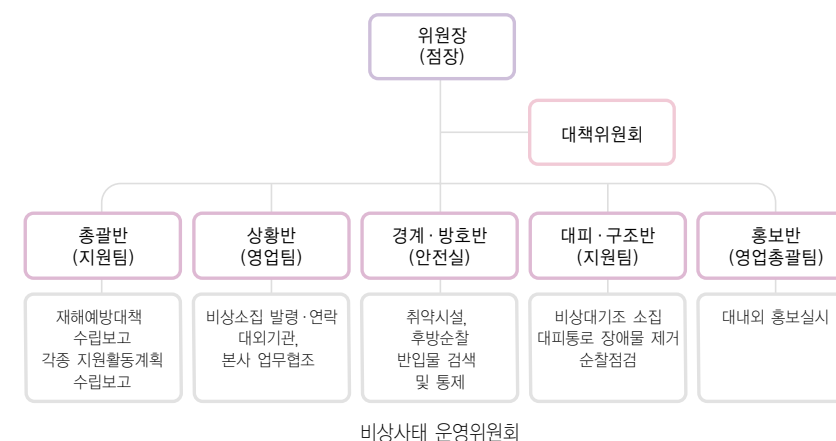 위원장
(점장)
대책위원회
총괄반
(지원팀)
상황반
(영업팀)
경계·방호반
(안전실)
대피·구조반
(지원팀)
홍보반
(영업총괄팀)
재해예방대책
수립보고
각종 지원활동계획
수립보고
비상소집 발령·연락
대외기관,
본사 업무협조
취약시설,
후방순찰
반입물 검색
및 통제
비상대기조 소집
대피통로 장애물 제거
순찰점검
대내외 홍보실시
비상사태 운영위원회